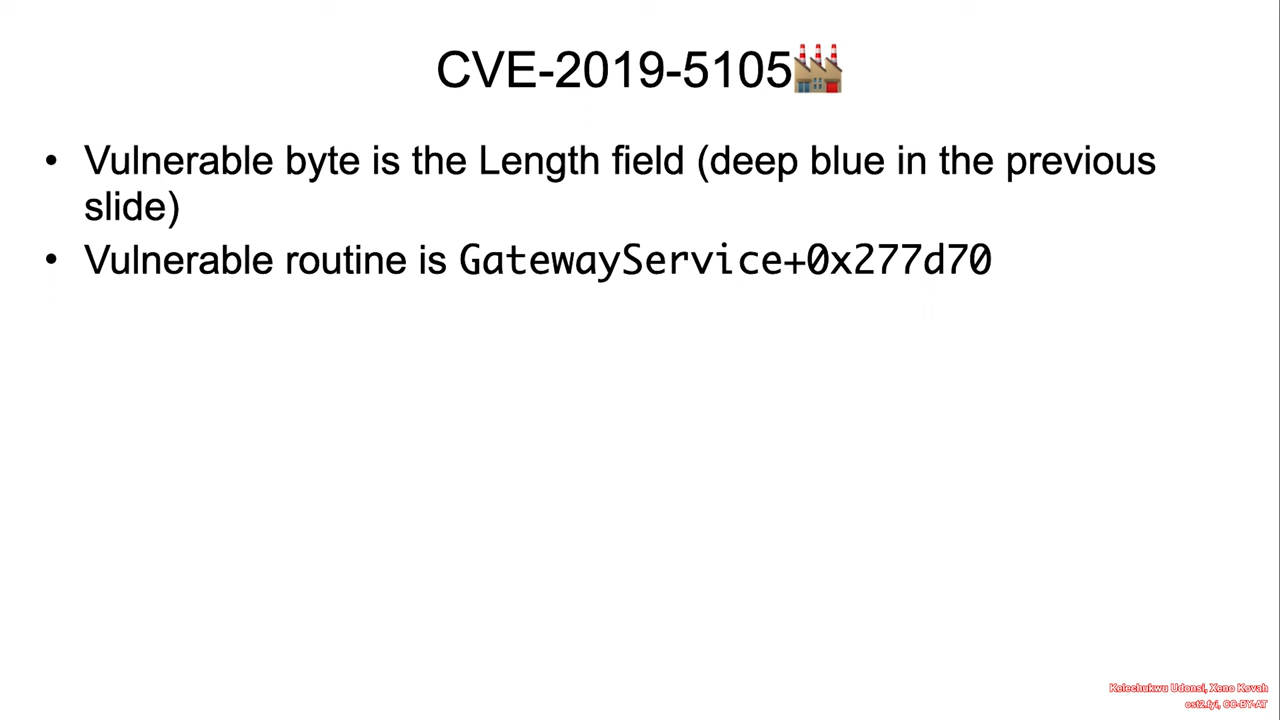 CVE-2019-5105🏭
• Vulnerable byte is the Length field (deep blue in the previous
slide)
• Vulnerable routine is GatewayService+0x277d70
Kelechukwu Udonsi, Xeno Kovah
ost2.fyi, CC-BY-AT